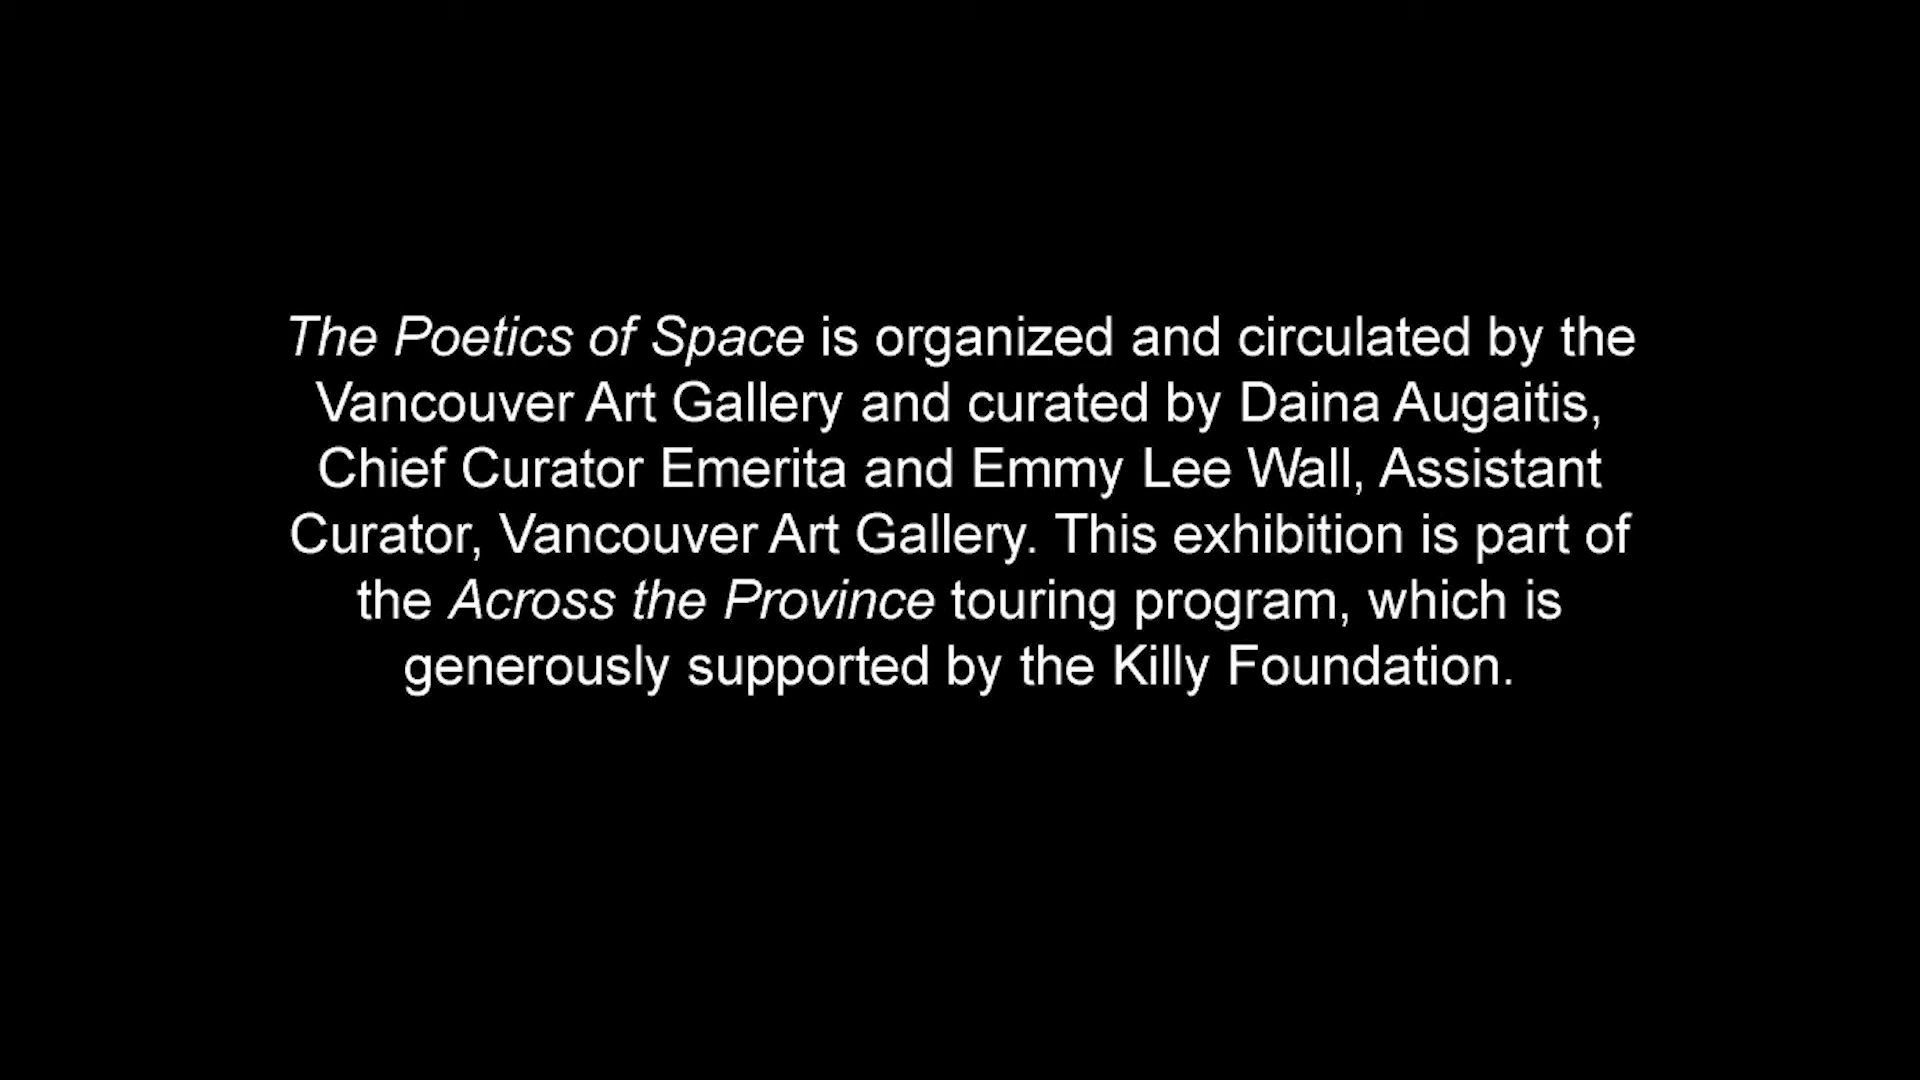 The Poetics of Space is organized and circulated by the
Vancouver Art Gallery and curated by Daina Augaitis,
Chief Curator Emerita and Emmy Lee Wall, Assistant
Curator, Vancouver Art Gallery. This exhibition is part of
the Across the Province touring program, which is
generously supported by the Killy Foundation.